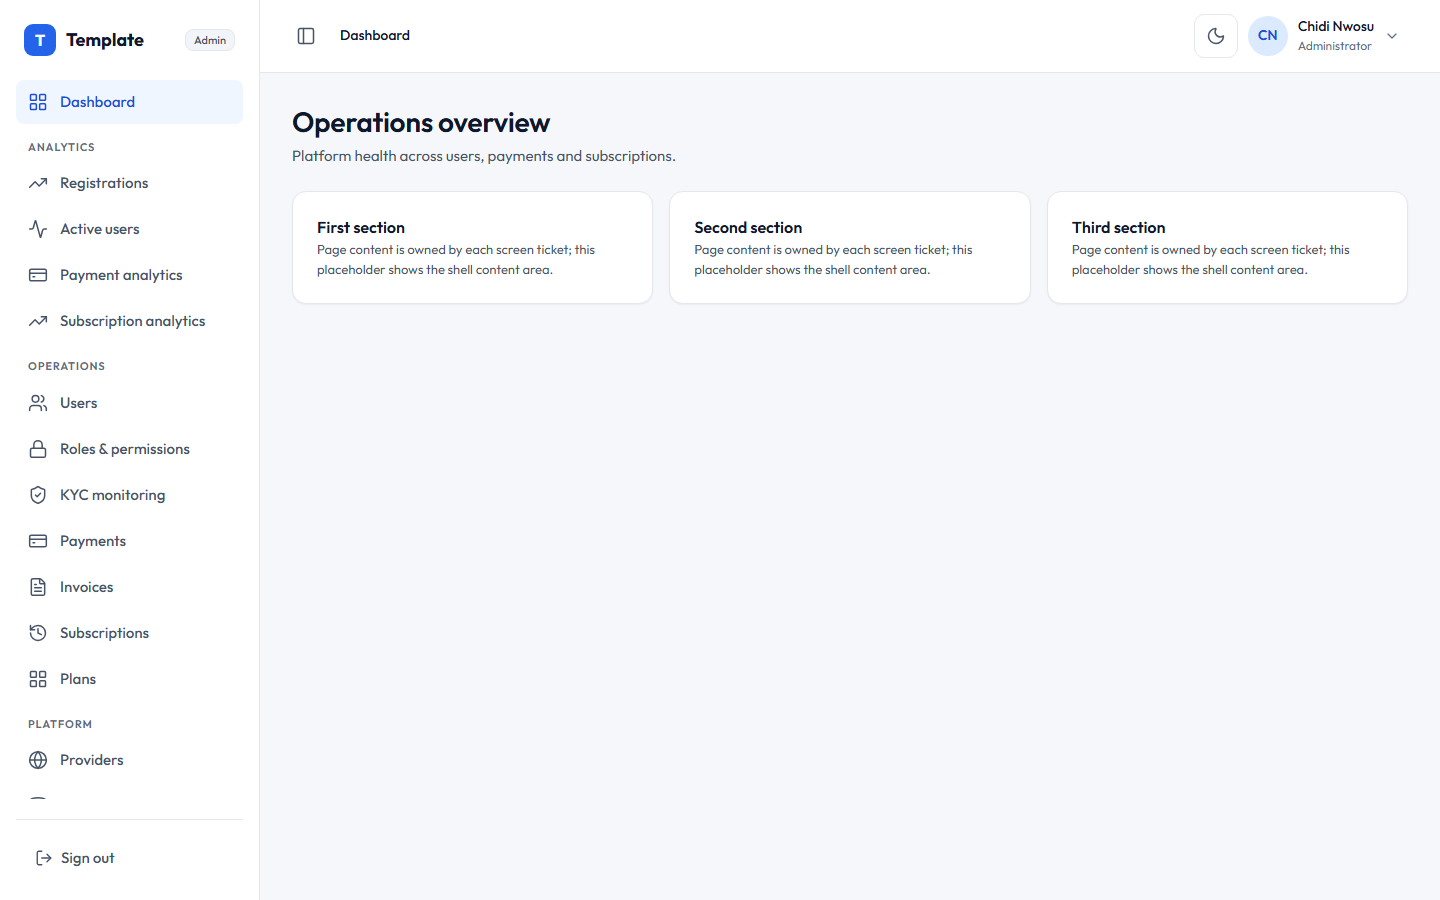 T Template Admin
Dashboard
ANALYTICS
Registrations
Active users
Payment analytics
Subscription analytics
OPERATIONS
Users
Roles & permissions
KYC monitoring
Payments
Invoices
Subscriptions
Plans
PLATFORM
Providers
Sign out
Dashboard
CN
Chidi Nwosu
Administrator
Operations overview
Platform health across users, payments and subscriptions.
First section
Page content is owned by each screen ticket; this
placeholder shows the shell content area.
Second section
Page content is owned by each screen ticket; this
placeholder shows the shell content area.
Third section
Page content is owned by each screen ticket; this
placeholder shows the shell content area.